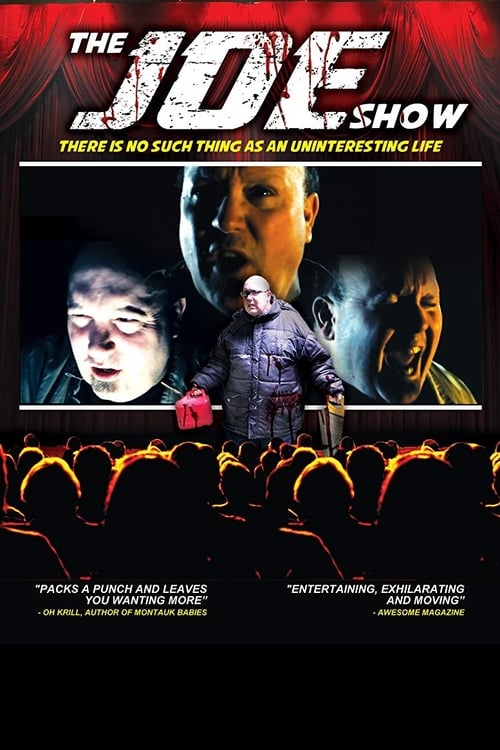 THE JOE SHOW
THERE IS NO SUCH THING AS AN UNINTERESTING LIFE
"PACKS A PUNCH AND LEAVES
YOU WANTING MORE"
- OH KRILL, AUTHOR OF MONTAUK BABIES
"ENTERTAINING, EXHILARATING
AND MOVING"
- AWESOME MAGAZINE